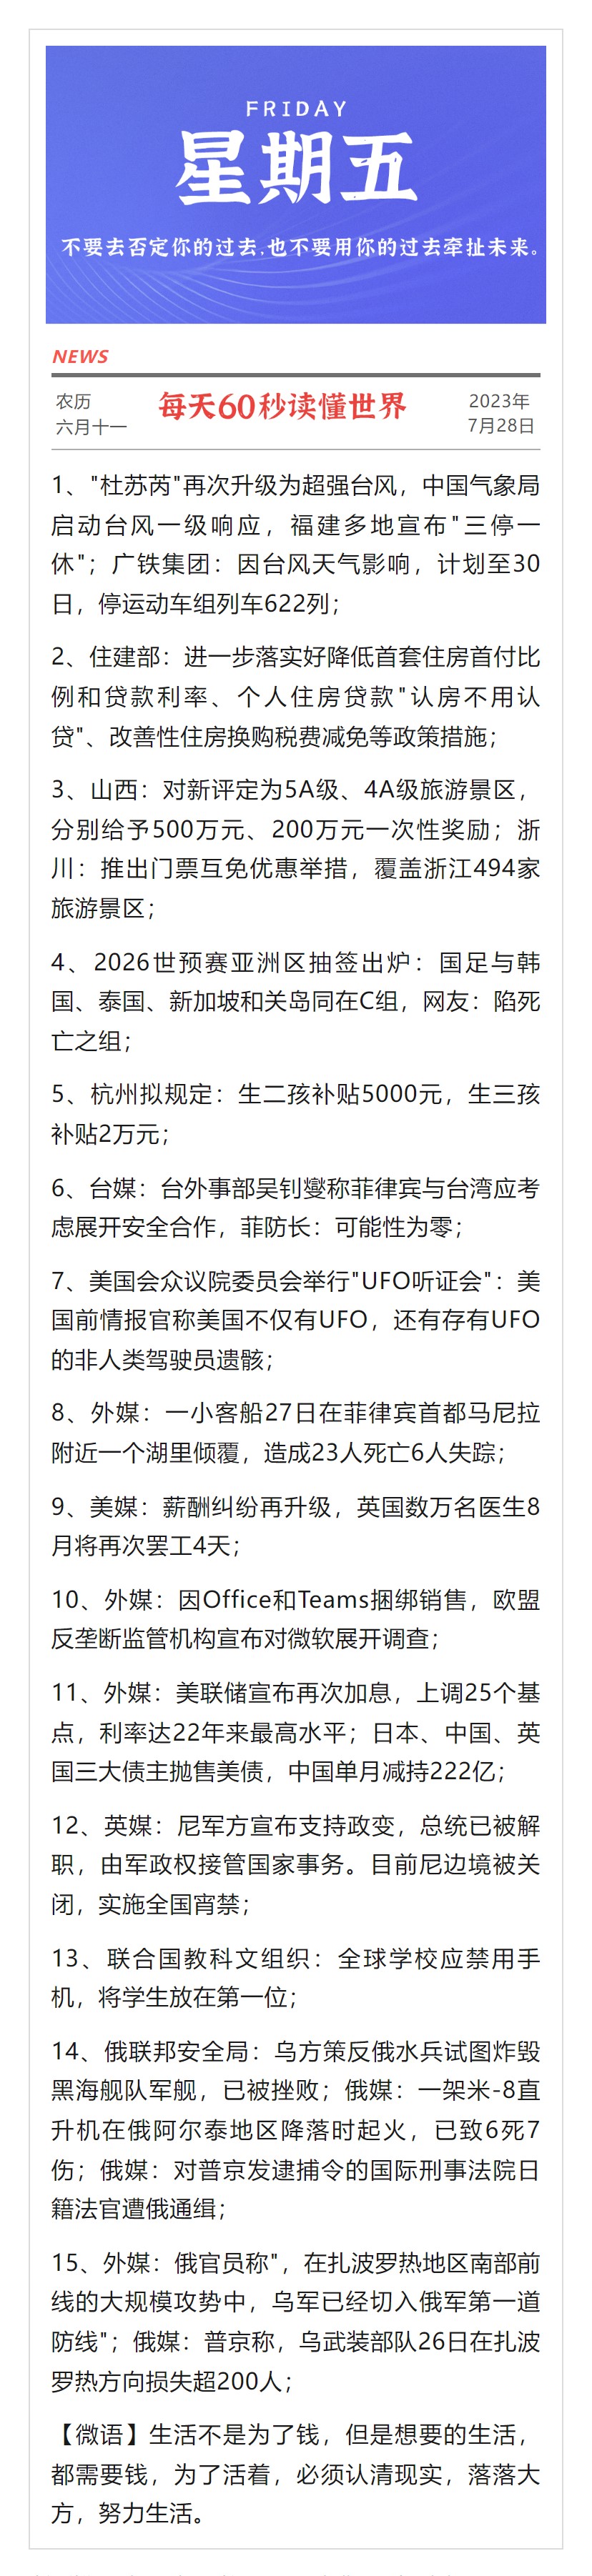 FRIDAY
星期五
不要去否定你的过去,也不要用你的过去牵扯未来。
NEWS
农历
六月十一
每天60秒读懂世界
2023年
7月28日
1、"杜苏芮"再次升级为超强台风，中国气象局
启动台风一级响应，福建多地宣布"三停一
休"；广铁集团：因台风天气影响，计划至30
日，停运动车组列车622列；
2、住建部：进一步落实好降低首套住房首付比
例和贷款利率、个人住房贷款"认房不用认
贷"、改善性住房换购税费减免等政策措施；
3、山西：对新评定为5A级、4A级旅游景区，
分别给予500万元、200万元一次性奖励；浙
川：推出门票互免优惠举措，覆盖浙江494家
旅游景区；
4、2026世预赛亚洲区抽签出炉：国足与韩
国、泰国、新加坡和关岛同在C组，网友：陷死
亡之组；
5、杭州拟规定：生二孩补贴5000元，生三孩
补贴2万元；
6、台媒：台外事部吴钊燮称菲律宾与台湾应考
虑展开安全合作，菲防长：可能性为零；
7、美国会众议院委员会举行"UFO听证会"：美
国前情报官称美国不仅有UFO，还有存有UFO
的非人类驾驶员遗骸；
8、外媒：一小客船27日在菲律宾首都马尼拉
附近一个湖里倾覆，造成23人死亡6人失踪；
9、美媒：薪酬纠纷再升级，英国数万名医生8
月将再次罢工4天；
10、外媒：因Office和Teams捆绑销售，欧盟
反垄断监管机构宣布对微软展开调查；
11、外媒：美联储宣布再次加息，上调25个基
点，利率达22年来最高水平；日本、中国、英
国三大债主抛售美债，中国单月减持222亿；
12、英媒：尼军方宣布支持政变，总统已被解
职，由军政权接管国家事务。目前尼边境被关
闭，实施全国宵禁；
13、联合国教科文组织：全球学校应禁用手
机，将学生放在第一位；
14、俄联邦安全局：乌方策反俄水兵试图炸毁
黑海舰队军舰，已被挫败；俄媒：一架米-8直
升机在俄阿尔泰地区降落时起火，已致6死7
伤；俄媒：对普京发逮捕令的国际刑事法院日
籍法官遭俄通缉；
15、外媒：俄官员称"，在扎波罗热地区南部前
线的大规模攻势中，乌军已经切入俄军第一道
防线"；俄媒：普京称，乌武装部队26日在扎波
罗热方向损失超200人；
【微语】生活不是为了钱，但是想要的生活，
都需要钱，为了活着，必须认清现实，落落大
方，努力生活。